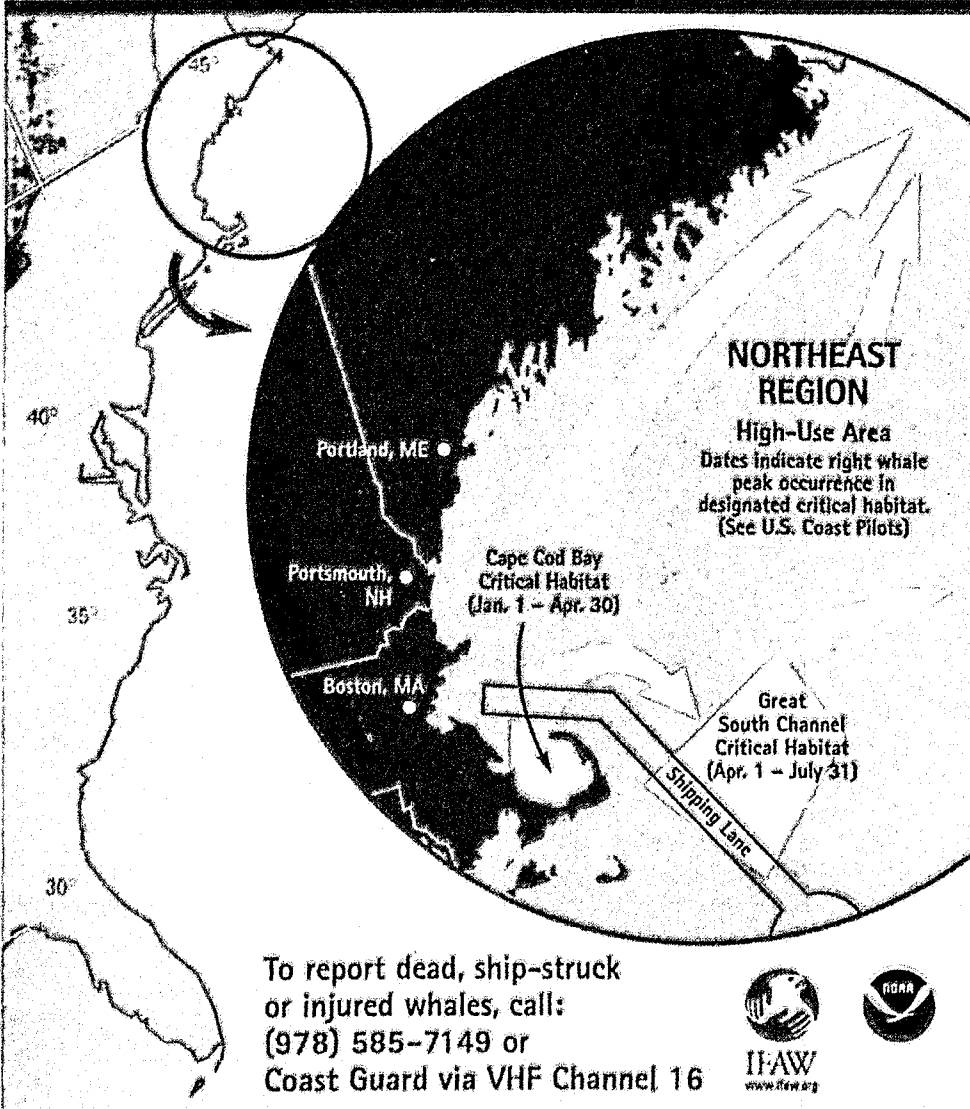 45°
40°
35°
30°
NORTHEAST
REGION
High-Use Area
Dates indicate right whale
peak occurrence in
designated critical habitat.
(See U.S. Coast Pilots)
Portland, ME
Portsmouth,
NH
Boston, MA
Cape Cod Bay
Critical Habitat
(Jan. 1 – Apr. 30)
Great
South Channel
Critical Habitat
(Apr. 1 – July 31)
Shipping Lane
To report dead, ship-struck
or injured whales, call:
(978) 585-7149 or
Coast Guard via VHF Channel 16
IFAW
www.ifaw.org
NOAA